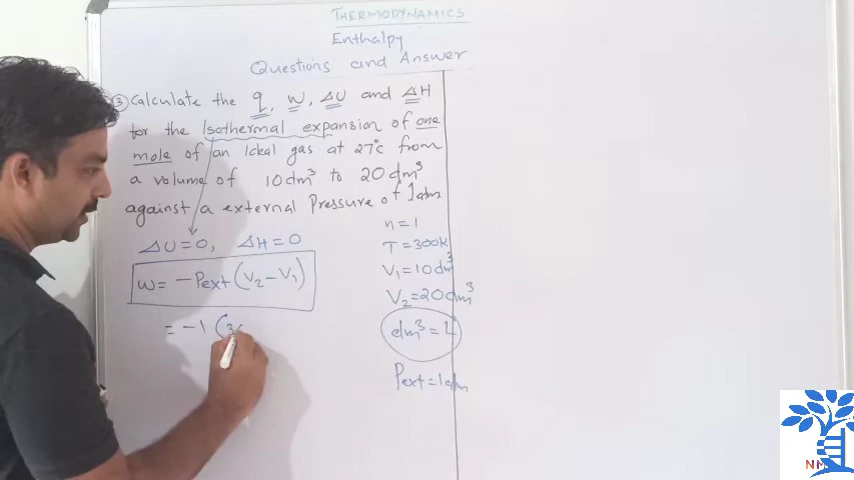 THERMODYNAMICS
Enthalpy
Questions and Answer
③ Calculate the q, W, ΔU and ΔH
for the Isothermal expansion of one
mole of an Ideal gas at 27°c from
a volume of 10dm³ to 20dm³
against a external Pressure of 1atm
n=1
T=300k
V₁=10dm³
V₂=20dm³
dm³=L
Pext=1atm
ΔU=0, ΔH=0
W= -Pext(V₂-V₁)
= -1 (
NM